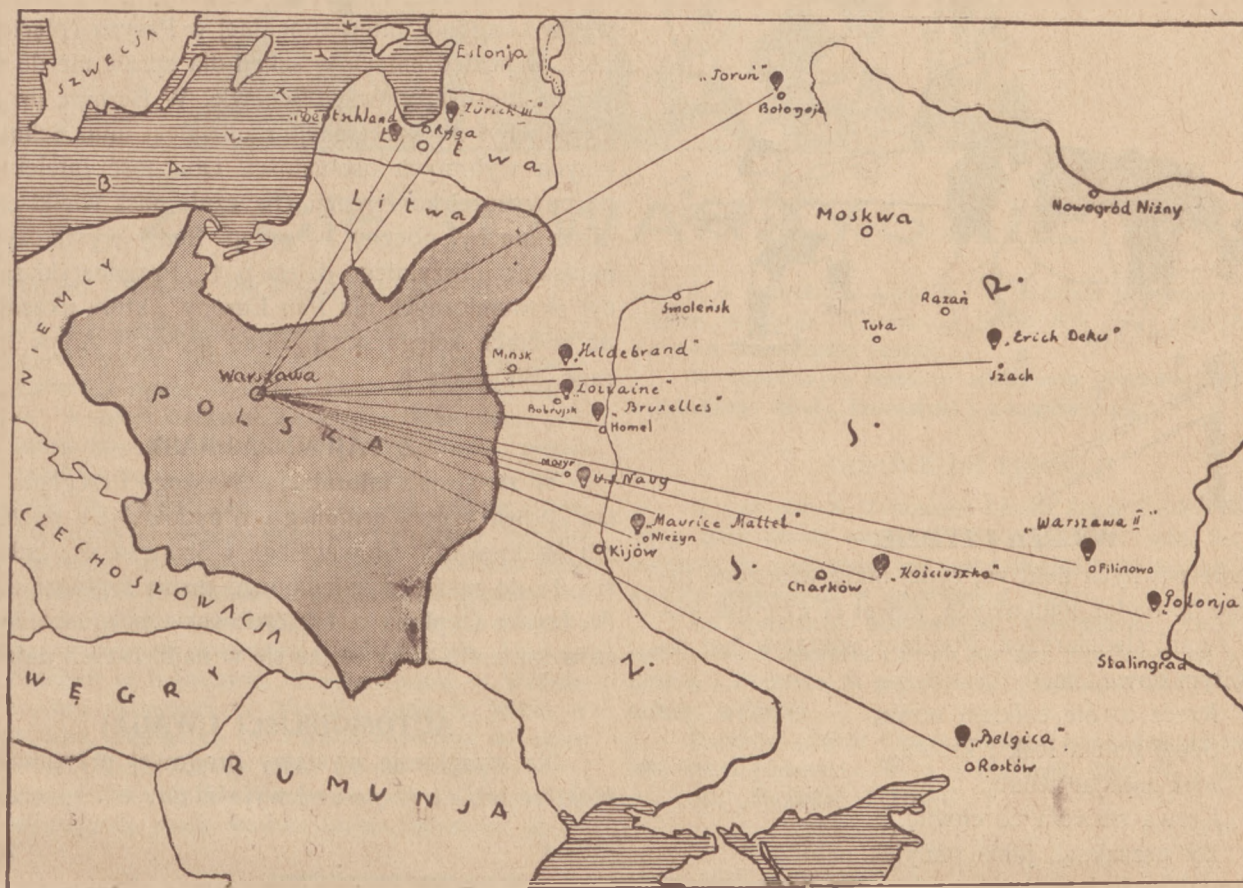 SZWECJA
BAŁTYK
Estonja
„Deutschland"
„Zürich III"
Ryga
Łotwa
Litwa
„Toruń"
Bołogoje
Nowogród Niżny
Moskwa
NIEMCY
Smoleńsk
Razań
Tuła
R.
„Erich Deku"
Szach
Mińsk
„Hildebrand"
Warszawa
POLSKA
„Lorraine"
Bobrujsk
„Bruxelles"
Homel
S.
Mozyr
U.S. Navy
„Maurice Mallet"
Nieżyn
Kijów
„Warszawa II"
Filinowo
S.
Charków
„Kościuszko"
„Polonja"
CZECHOSŁOWACJA
Z.
Stalingrad
WĘGRY
„Belgica"
Rostów
RUMUNJA